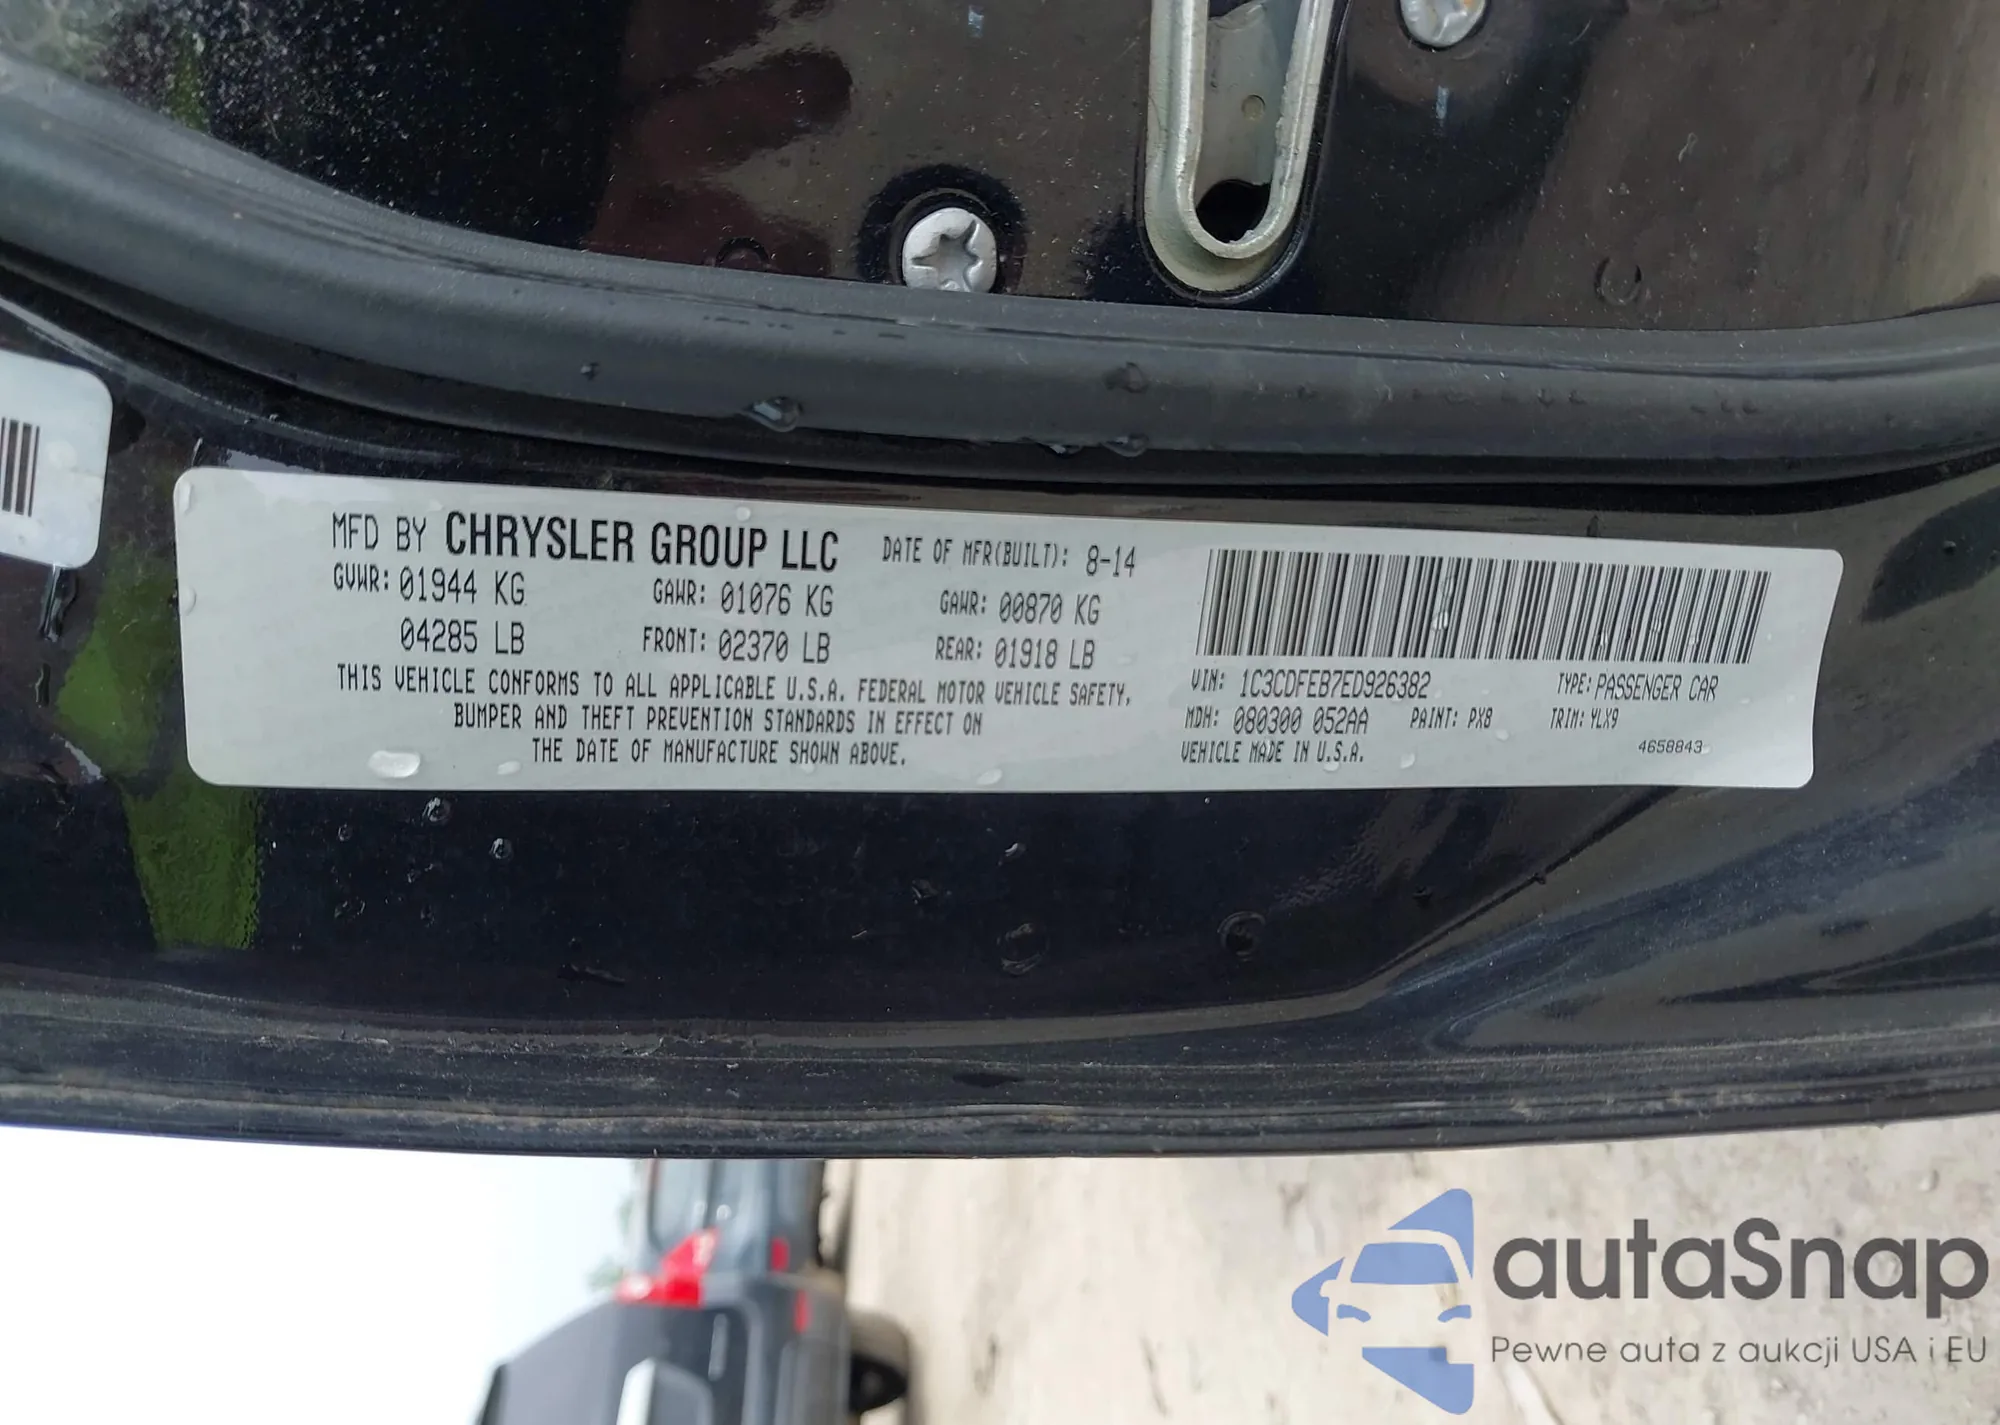 MFD BY CHRYSLER GROUP LLC DATE OF MFR(BUILT): 8-14
GVWR: 01944 KG GAWR: 01076 KG GAWR: 00870 KG
04285 LB FRONT: 02370 LB REAR: 01918 LB
THIS VEHICLE CONFORMS TO ALL APPLICABLE U.S.A. FEDERAL MOTOR VEHICLE SAFETY,
BUMPER AND THEFT PREVENTION STANDARDS IN EFFECT ON
THE DATE OF MANUFACTURE SHOWN ABOVE.
VIN: 1C3CDFEB7ED926382 TYPE: PASSENGER CAR
MDH: 080300 052AA PAINT: PX8 TRIM: YLX9
VEHICLE MADE IN U.S.A. 4658843
autaSnap
Pewne auta z aukcji USA i EU